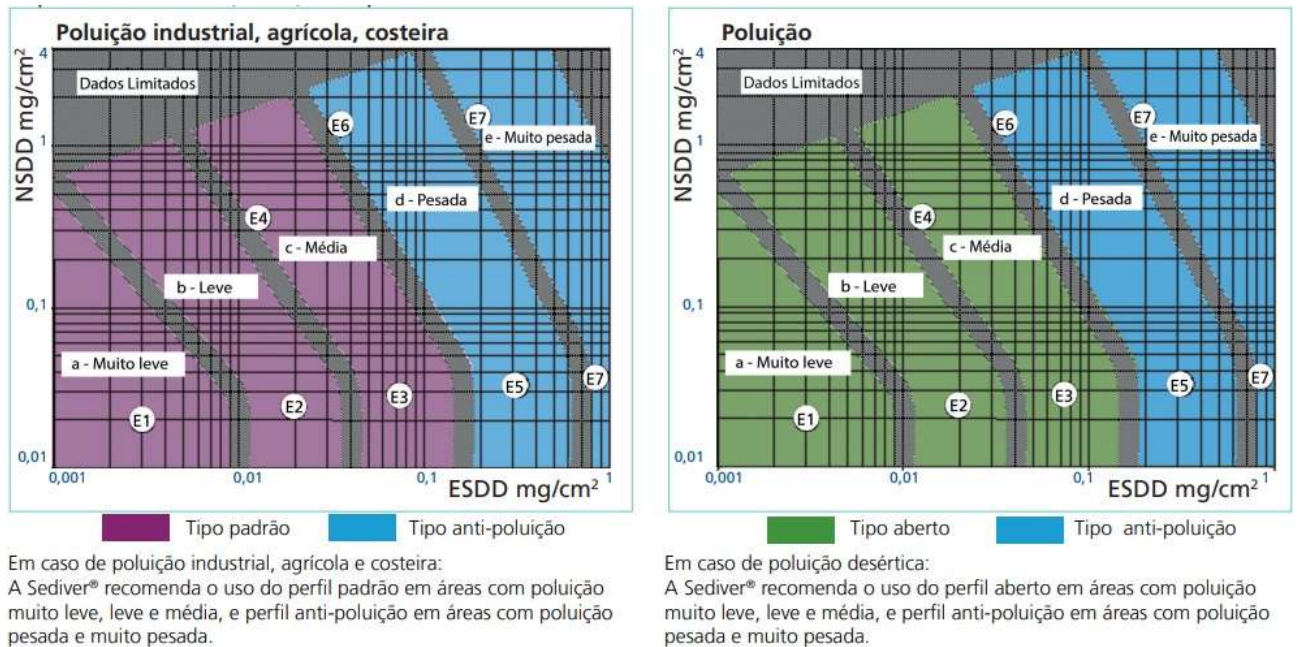 Poluição industrial, agrícola, costeira
NSDD mg/cm²
4
1
0,1
0,01
Dados Limitados
E6
E7
e - Muito pesada
d - Pesada
E4
c - Média
b - Leve
a - Muito leve
E7
E5
E3
E2
E1
0,001
0,01
0,1
1
ESDD mg/cm²
Tipo padrão
Tipo anti-poluição
Em caso de poluição industrial, agrícola e costeira:
A Sediver® recomenda o uso do perfil padrão em áreas com poluição
muito leve, leve e média, e perfil anti-poluição em áreas com poluição
pesada e muito pesada.
Poluição
NSDD mg/cm²
4
1
0,1
0,01
Dados Limitados
E6
E7
e - Muito pesada
d - Pesada
E4
c - Média
b - Leve
a - Muito leve
E7
E5
E3
E2
E1
0,001
0,01
0,1
1
ESDD mg/cm²
Tipo aberto
Tipo anti-poluição
Em caso de poluição desértica:
A Sediver® recomenda o uso do perfil aberto em áreas com poluição
muito leve, leve e média, e perfil anti-poluição em áreas com poluição
pesada e muito pesada.